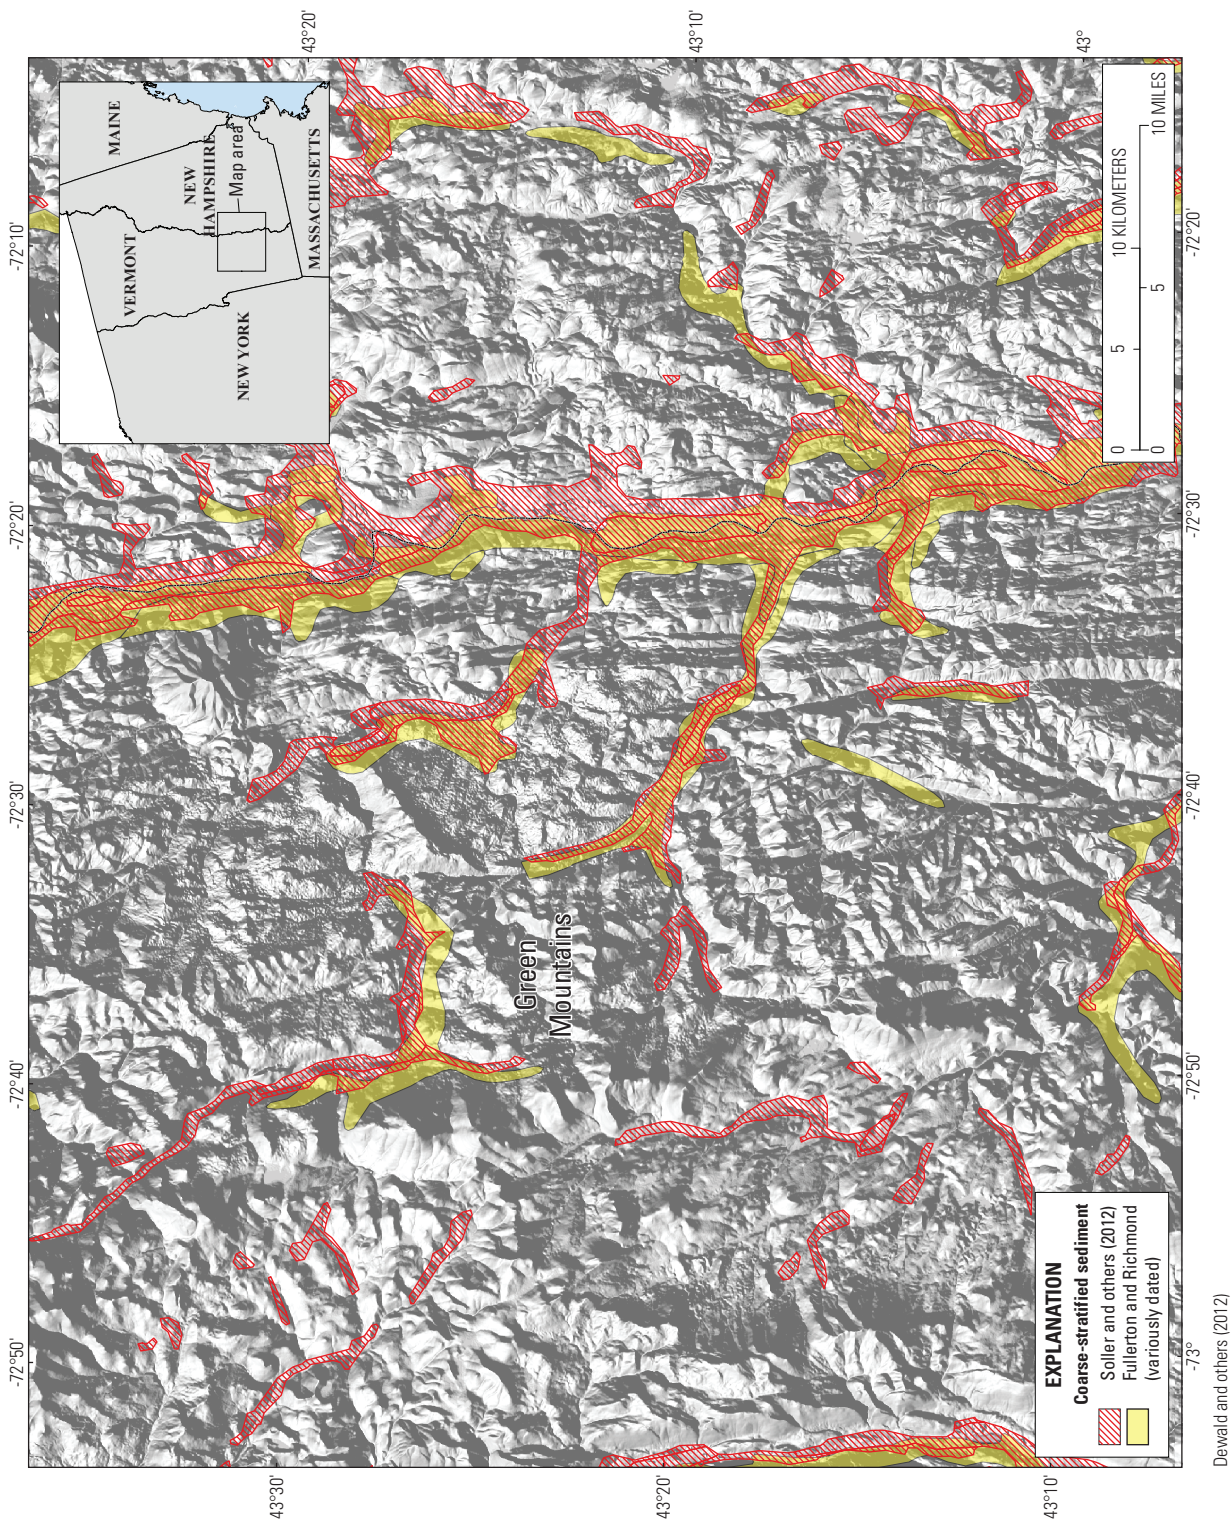 -72°50'
-72°40'
-72°30'
-72°20'
-72°10'
43°30'
43°20'
43°10'
43°20'
43°10'
43°
-73°
-72°50'
-72°40'
-72°30'
-72°20'
MAINE
VERMONT
NEW
HAMPSHIRE
Map area
NEW YORK
MASSACHUSETTS
Green
Mountains
EXPLANATION
Coarse-stratified sediment
Soller and others (2012)
Fullerton and Richmond
(variously dated)
0 5 10 KILOMETERS
0 5 10 MILES
Dewald and others (2012)